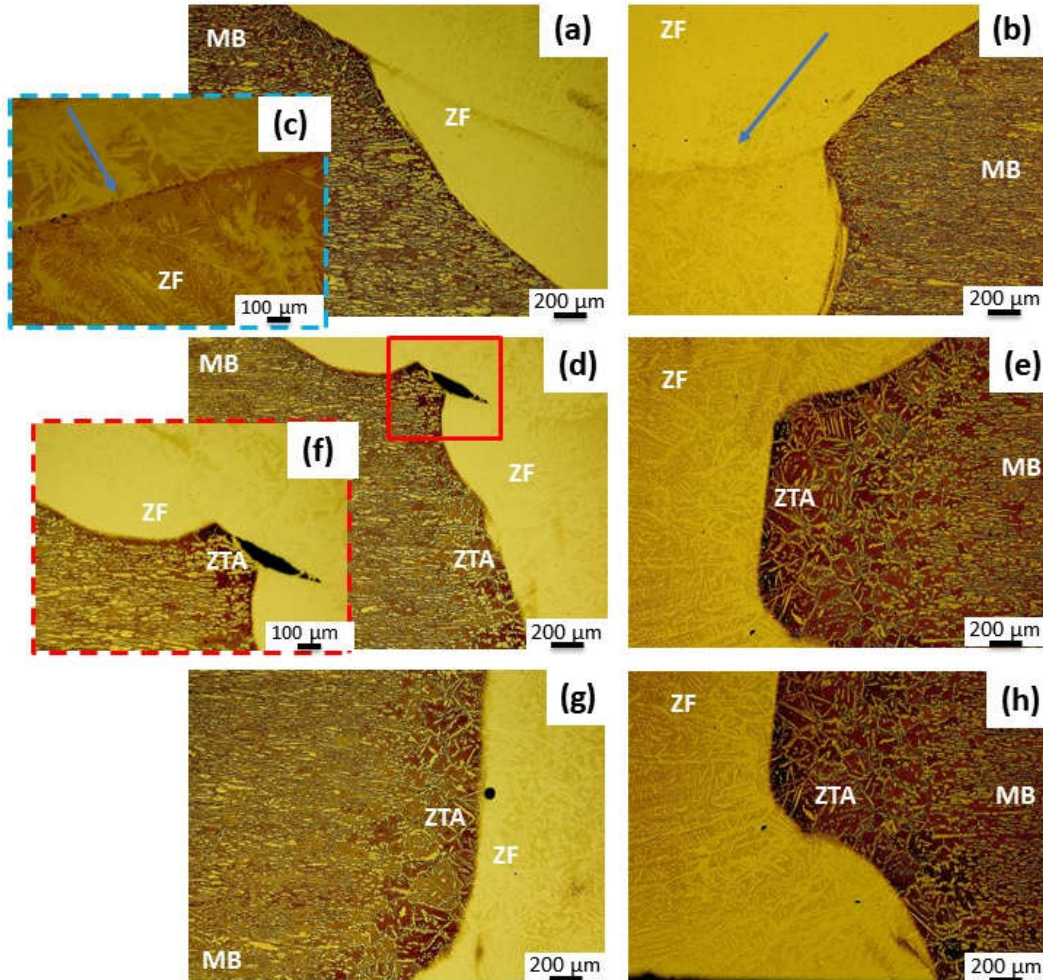 MB
(a)
ZF
200 µm
ZF
(b)
MB
200 µm
(c)
ZF
100 µm
MB
(d)
ZF
ZTA
200 µm
ZF
(e)
MB
ZTA
200 µm
(f)
ZF
ZTA
100 µm
(g)
ZTA
ZF
MB
200 µm
ZF
(h)
ZTA
MB
200 µm